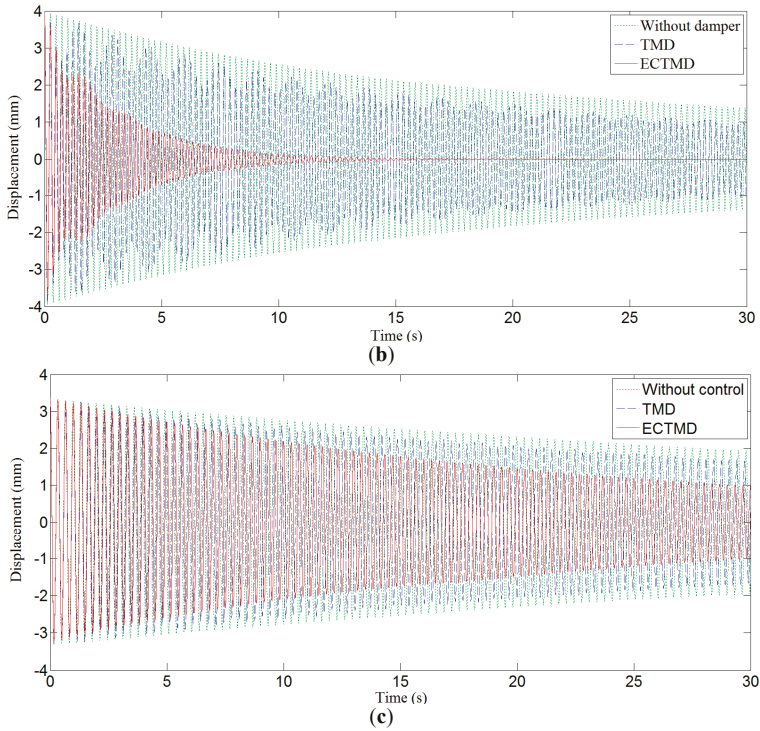 4
3
2
1
0
-1
-2
-3
-4
Displacement (mm)
Without damper
TMD
ECTMD
0 5 10 15 20 25 30
Time (s)
(b)
4
3
2
1
0
-1
-2
-3
-4
Displacement (mm)
Without control
TMD
ECTMD
0 5 10 15 20 25 30
Time (s)
(c)